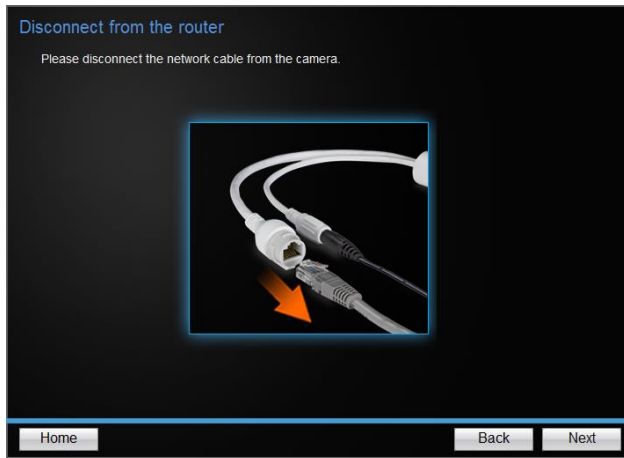 Disconnect from the router
Please disconnect the network cable from the camera.
Home
Back
Next